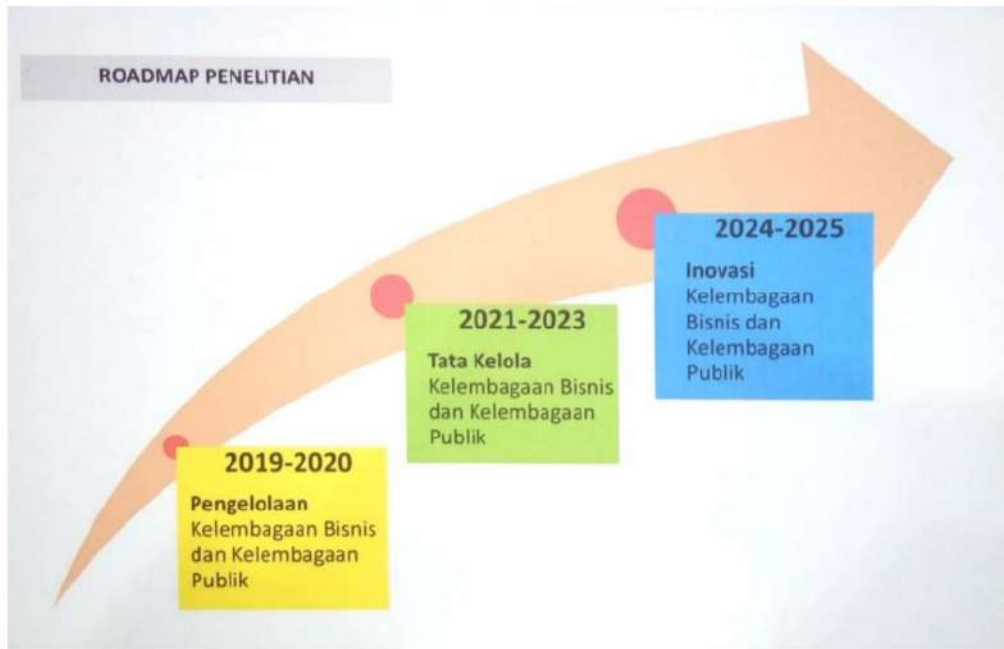 ROADMAP PENELITIAN
2019-2020
Pengelolaan
Kelembagaan Bisnis
dan Kelembagaan
Publik
2021-2023
Tata Kelola
Kelembagaan Bisnis
dan Kelembagaan
Publik
2024-2025
Inovasi
Kelembagaan
Bisnis dan
Kelembagaan
Publik